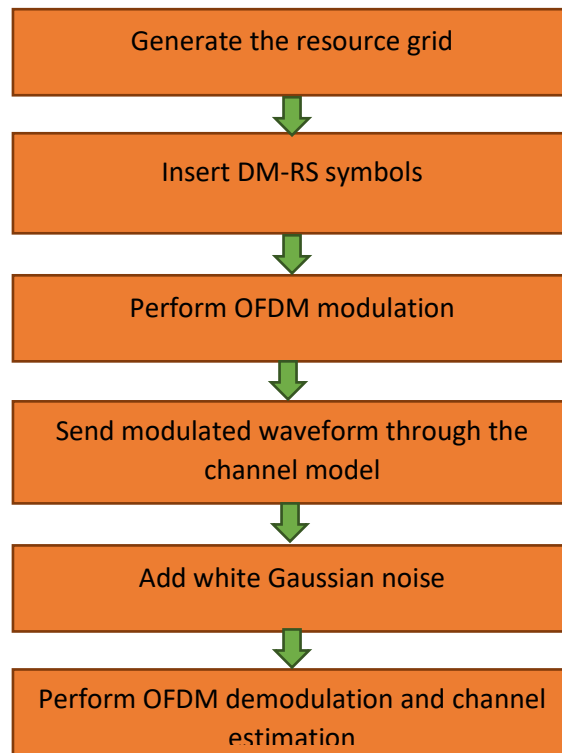 Generate the resource grid
Insert DM-RS symbols
Perform OFDM modulation
Send modulated waveform through the
channel model
Add white Gaussian noise
Perform OFDM demodulation and channel
estimation